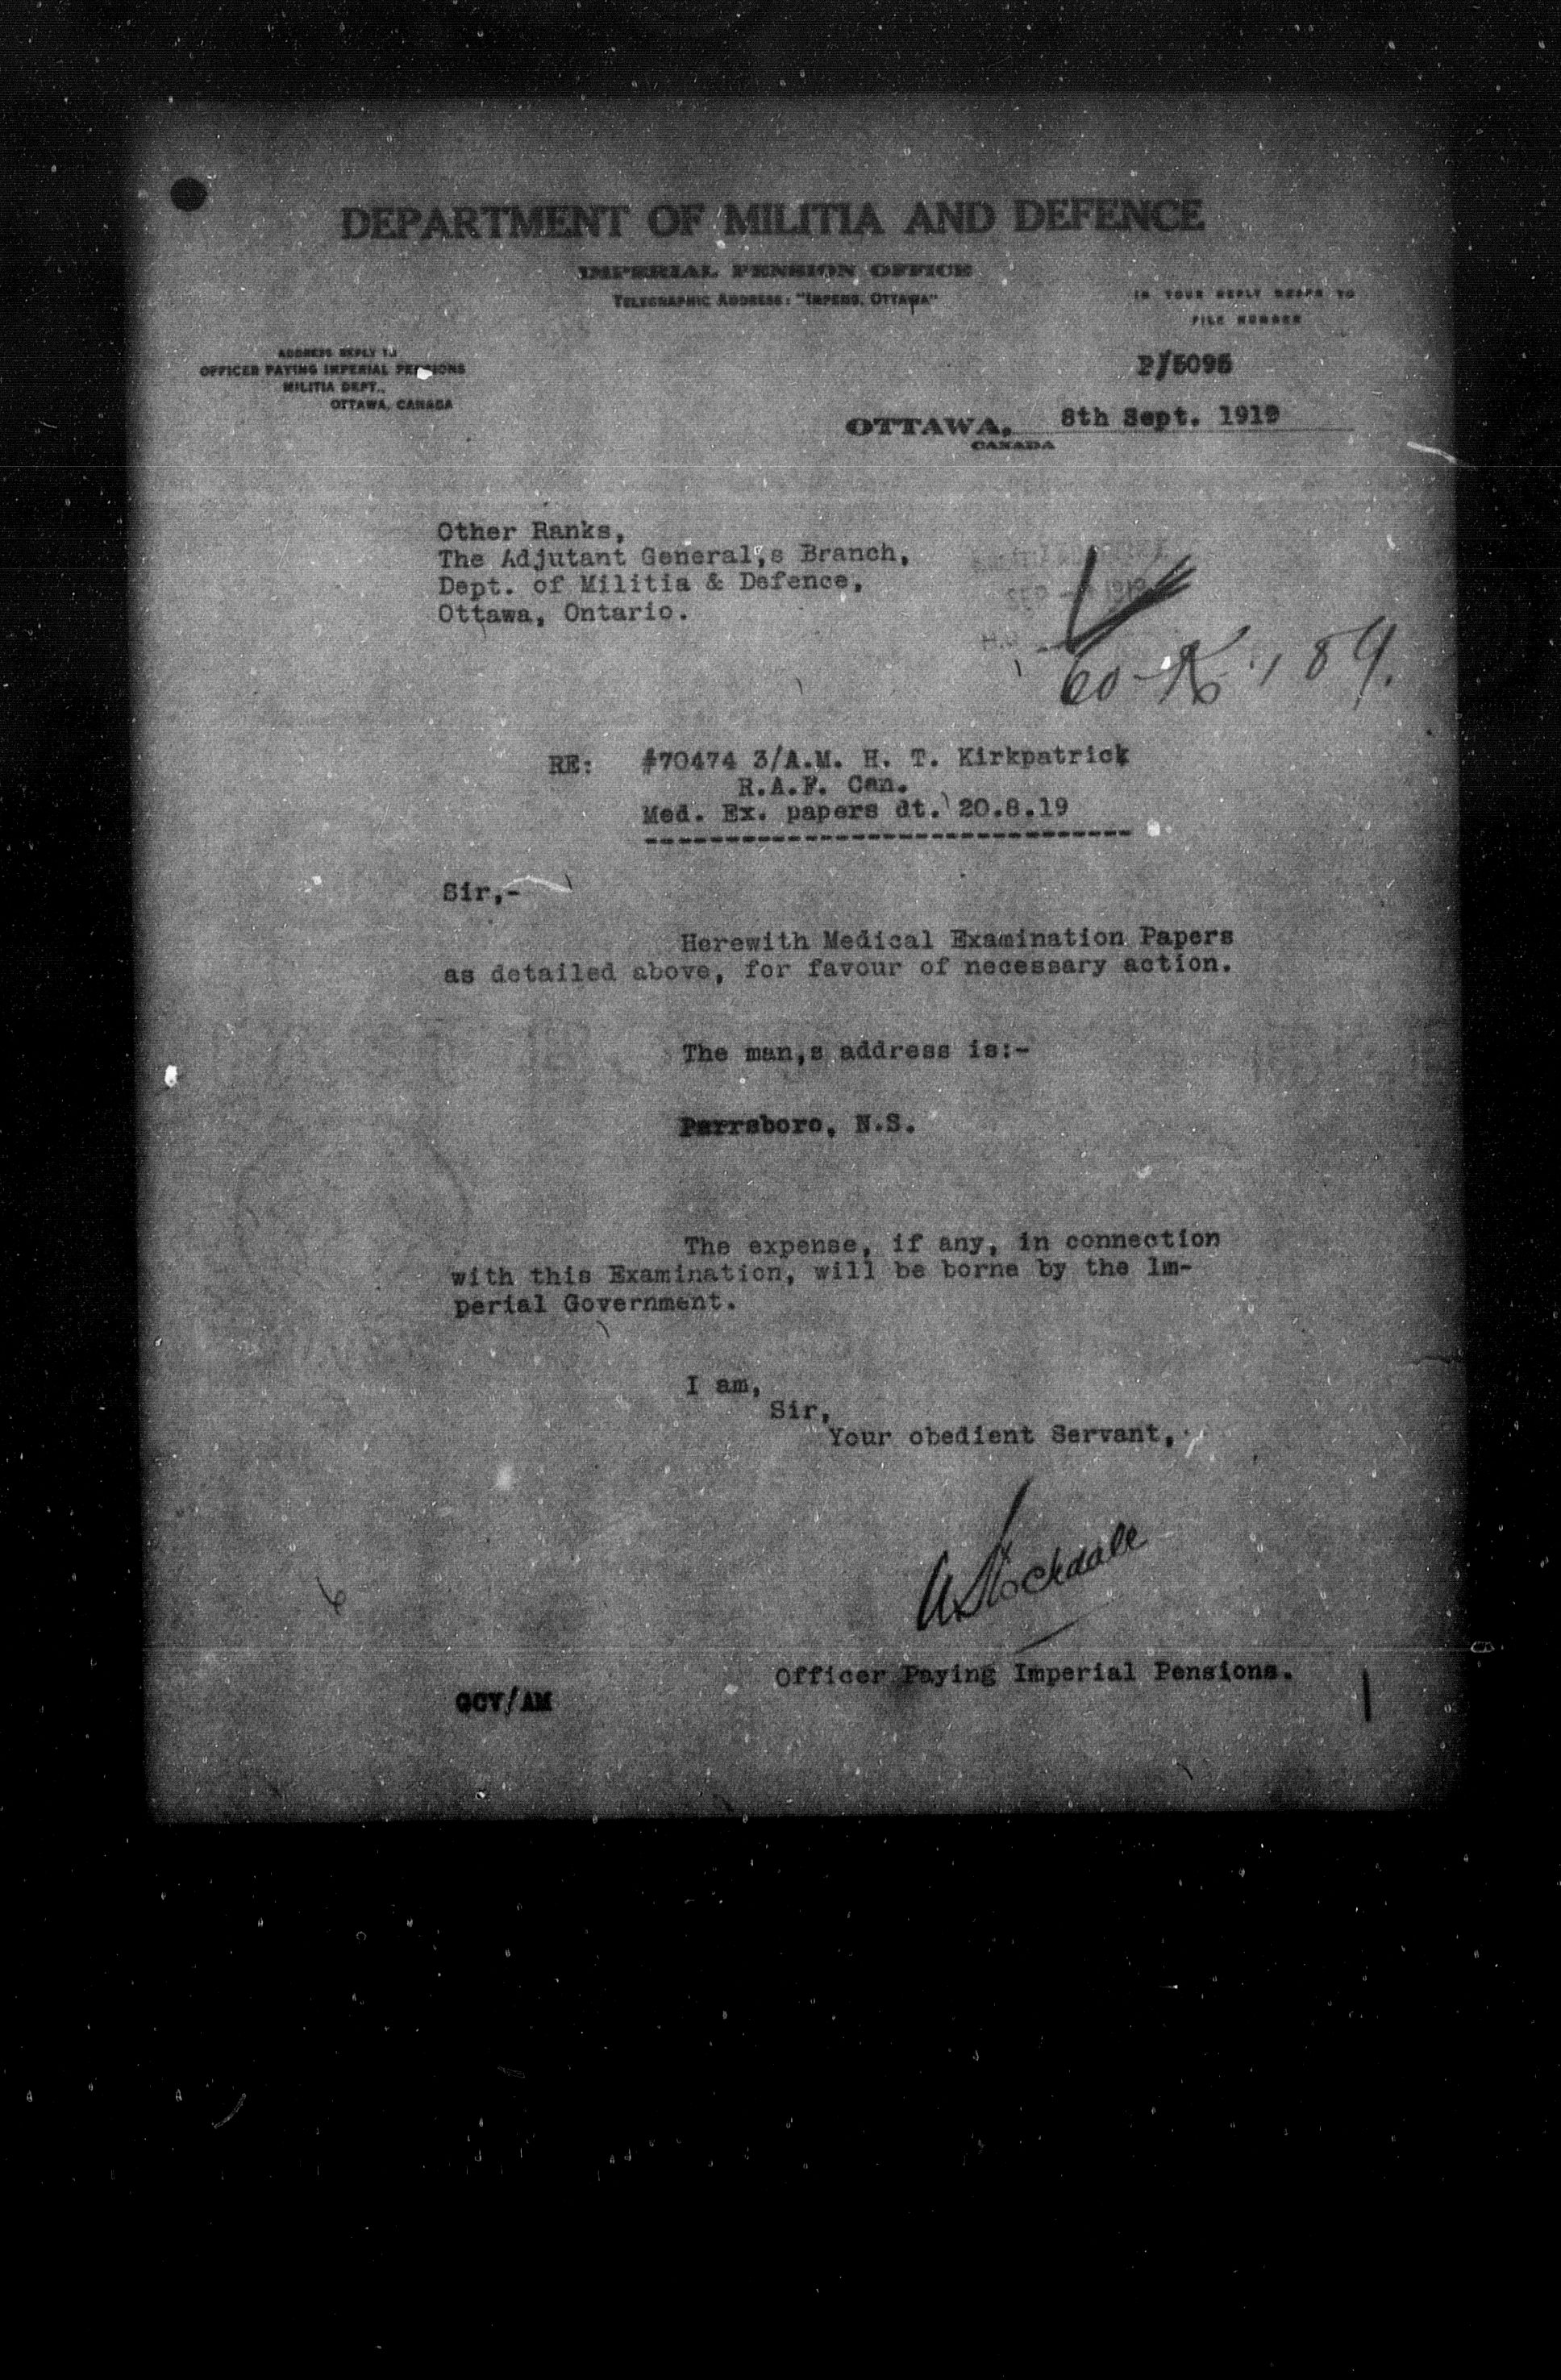 DEPARTMENT OF MILITIA AND DEFENCE
IMPERIAL PENSION OFFICE
TELEGRAPHIC ADDRESS: "IMPENS, OTTAWA"
IN YOUR REPLY REFER TO
FILE NUMBER
ADDRESS REPLY TO
OFFICER PAYING IMPERIAL PENSIONS
MILITIA DEPT.,
OTTAWA, CANADA
P/5095
OTTAWA, 8th Sept. 1919
CANADA
Other Ranks,
The Adjutant General,s Branch,
Dept. of Militia & Defence,
Ottawa, Ontario.
SEP 1919
H.Q.
60-K-184.
RE: #70474 3/A.M. H. T. Kirkpatrick
R.A.F. Can.
Med. Ex. papers dt. 20.8.19
Sir,-
Herewith Medical Examination Papers
as detailed above, for favour of necessary action.
The man,s address is:-
Parrsboro, N.S.
The expense, if any, in connection
with this Examination, will be borne by the Im-
perial Government.
I am,
Sir,
Your obedient Servant,
A Stockdale
Officer Paying Imperial Pensions.
GCY/AM